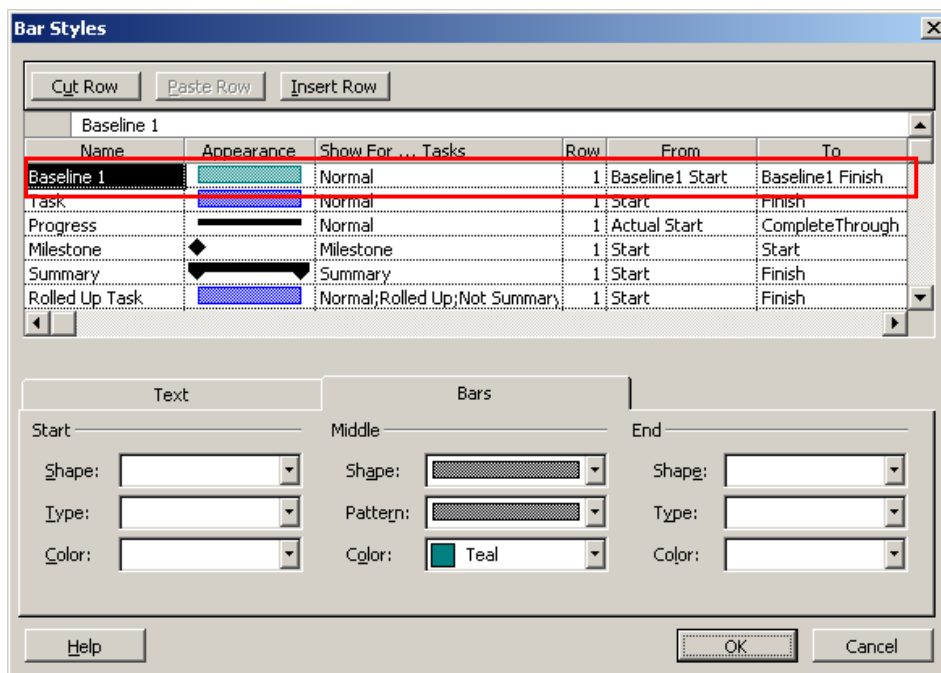 Bar Styles
Cut Row Paste Row Insert Row
Baseline 1
Name Appearance Show For ... Tasks Row From To
Baseline 1 Normal 1 Baseline1 Start Baseline1 Finish
Task Normal 1 Start Finish
Progress Normal 1 Actual Start CompleteThrough
Milestone Milestone 1 Start Start
Summary Summary 1 Start Finish
Rolled Up Task Normal;Rolled Up;Not Summary 1 Start Finish
Text Bars
Start Middle End
Shape: Shape: Shape:
Type: Pattern: Type:
Color: Color: Teal Color:
Help OK Cancel